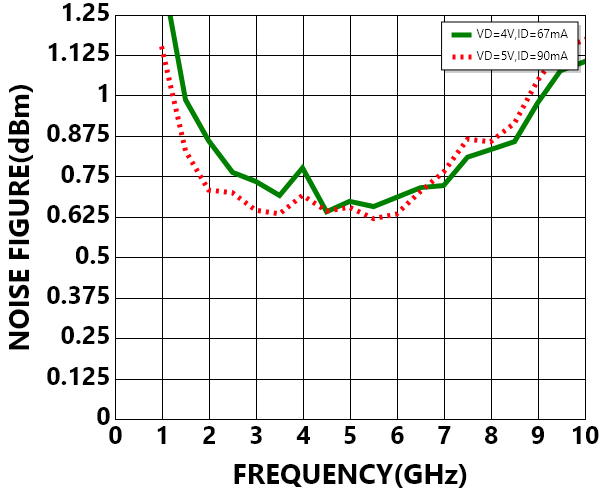 VD=4V,ID=67mA
VD=5V,ID=90mA
NOISE FIGURE(dBm)
1.25
1.125
1
0.875
0.75
0.625
0.5
0.375
0.25
0.125
0
0 1 2 3 4 5 6 7 8 9 10
FREQUENCY(GHz)